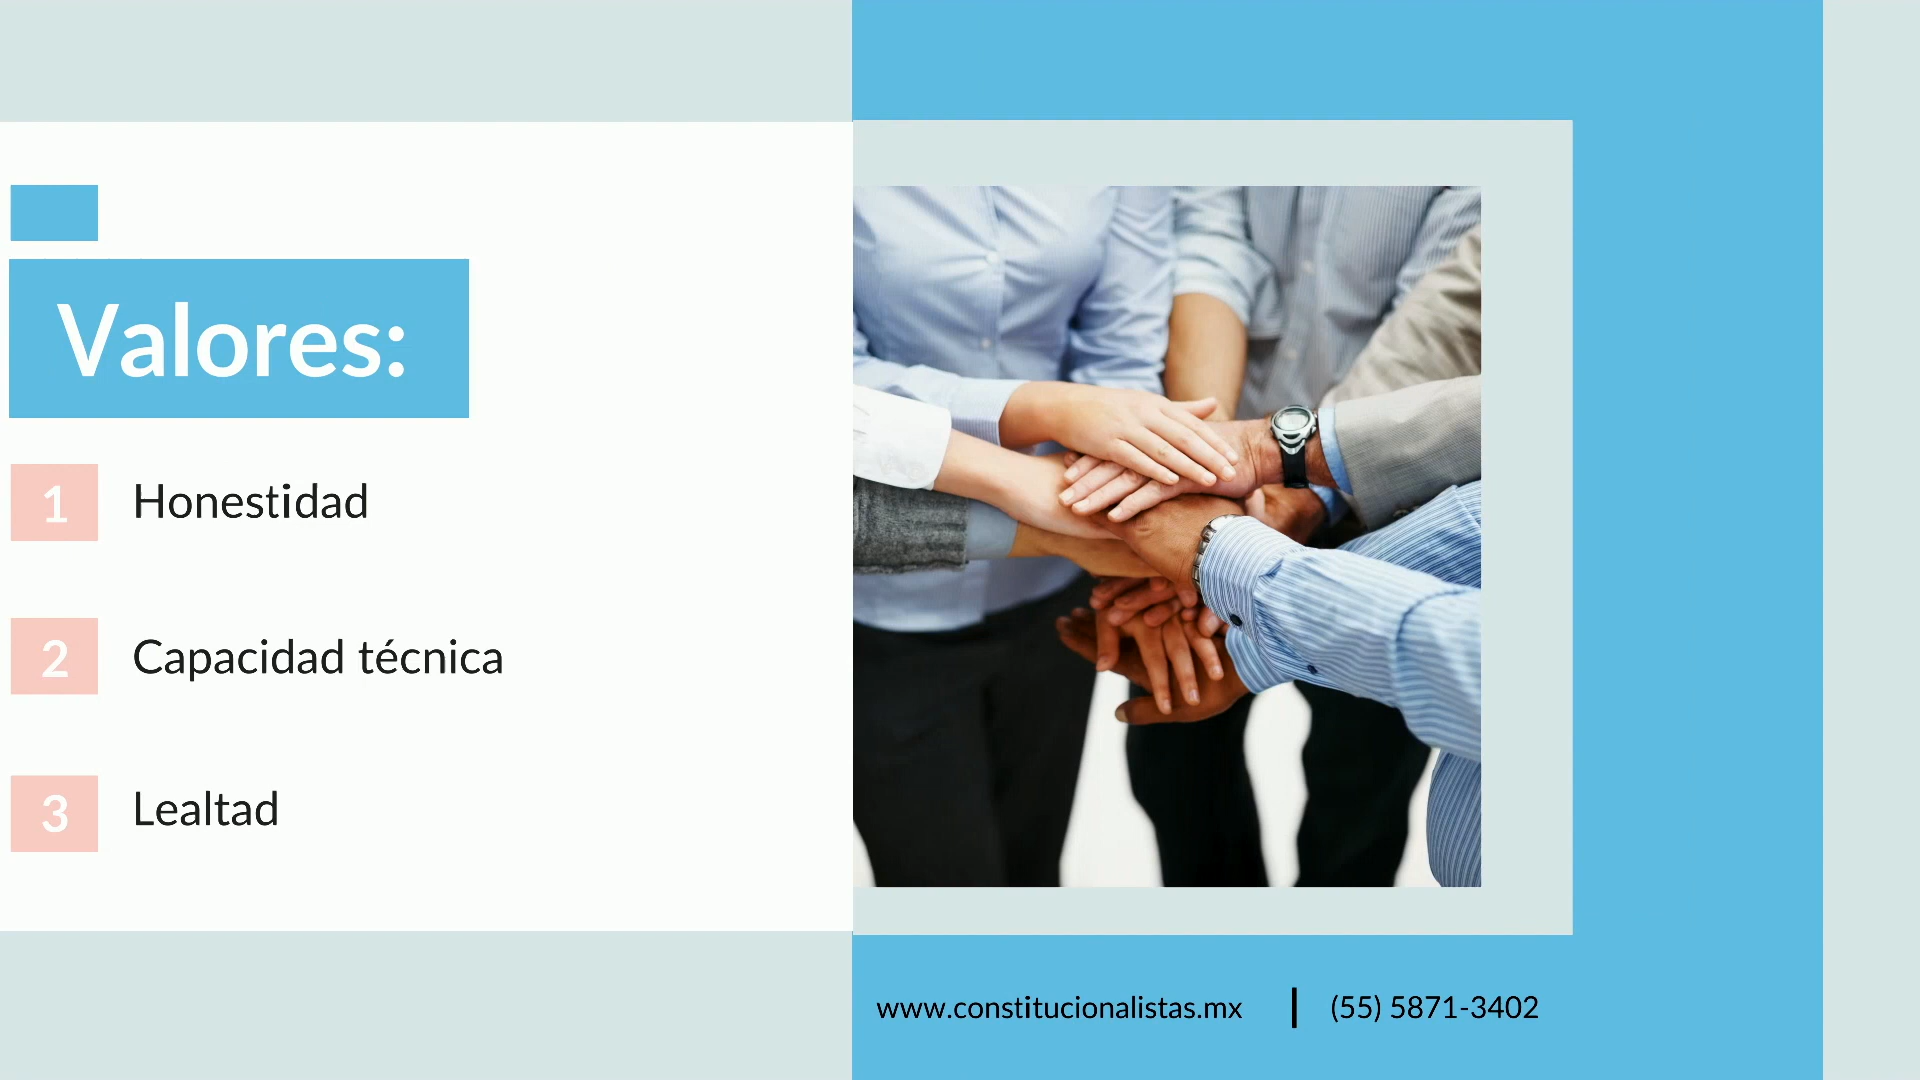 Valores:
1 Honestidad
2 Capacidad técnica
3 Lealtad
www.constitucionalistas.mx | (55) 5871-3402